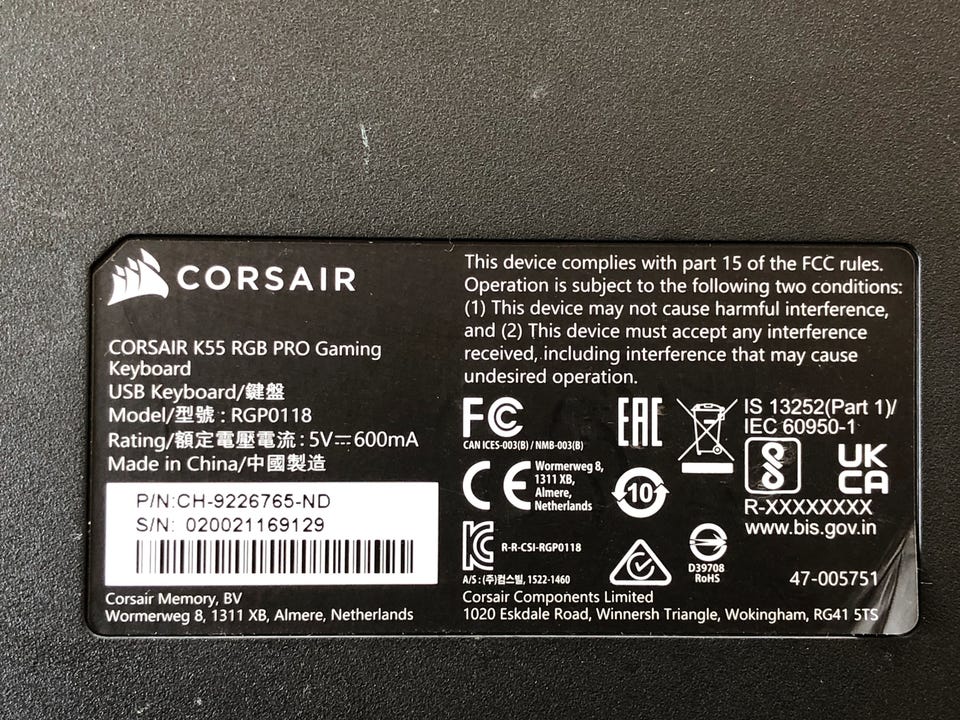 CORSAIR
CORSAIR K55 RGB PRO Gaming
Keyboard
USB Keyboard/鍵盤
Model/型號 : RGP0118
Rating/額定電壓電流 : 5V⎓600mA
Made in China/中國製造
P/N:CH-9226765-ND
S/N: 020021169129
Corsair Memory, BV
Wormerweg 8, 1311 XB, Almere, Netherlands
This device complies with part 15 of the FCC rules.
Operation is subject to the following two conditions:
(1) This device may not cause harmful interference,
and (2) This device must accept any interference
received, including interference that may cause
undesired operation.
FC
CAN ICES-003(B) / NMB-003(B)
EAC
IS 13252(Part 1)/
IEC 60950-1
CE
Wormerweg 8,
1311 XB,
Almere,
Netherlands
10
UK
CA
R-XXXXXXXX
www.bis.gov.in
R-R-CSI-RGP0118
A/S : (주)컴스빌, 1522-1460
D39708
RoHS
47-005751
Corsair Components Limited
1020 Eskdale Road, Winnersh Triangle, Wokingham, RG41 5TS